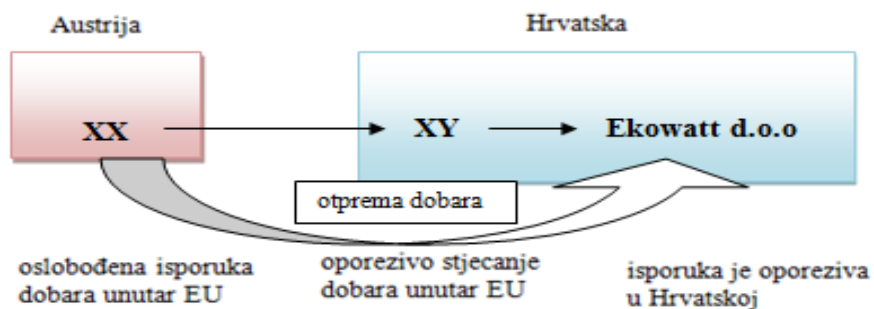 Austrija
Hrvatska
XX
XY
Ekowatt d.o.o
otprema dobara
oslobođena isporuka
dobara unutar EU
oporezivo stjecanje
dobara unutar EU
isporuka je oporeziva
u Hrvatskoj